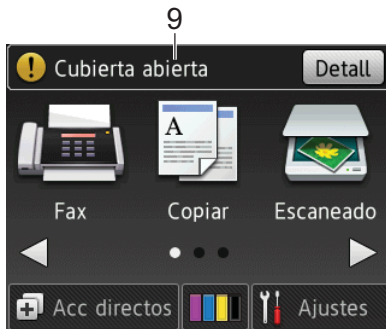 9
! Cubierta abierta Detall
A
Fax Copiar Escaneado
Acc directos Ajustes